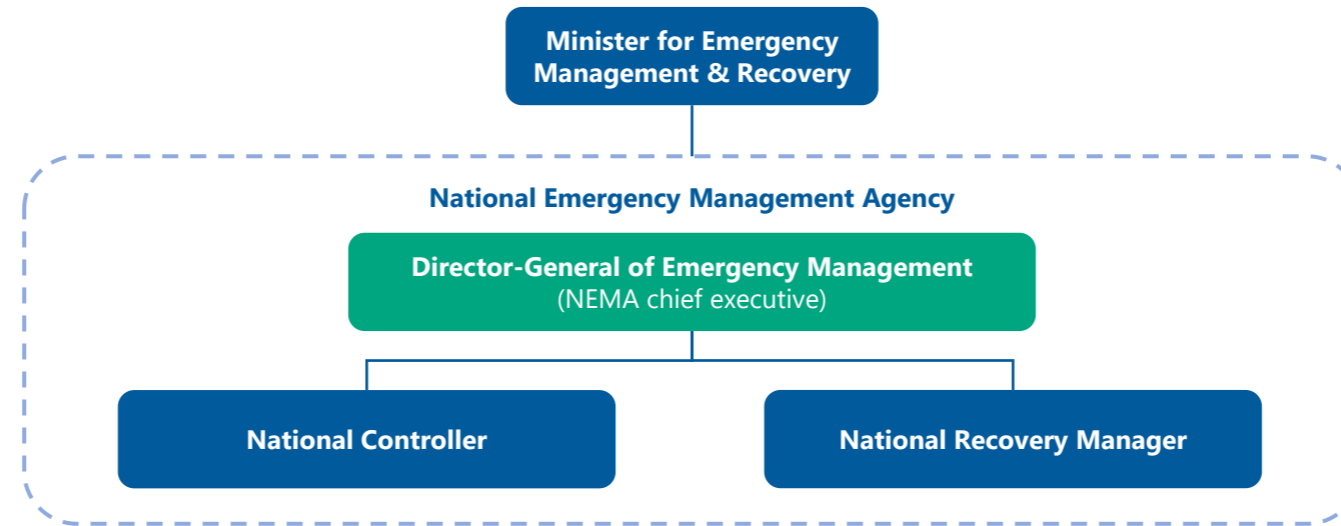 Minister for Emergency
Management & Recovery
National Emergency Management Agency
Director-General of Emergency Management
(NEMA chief executive)
National Controller
National Recovery Manager